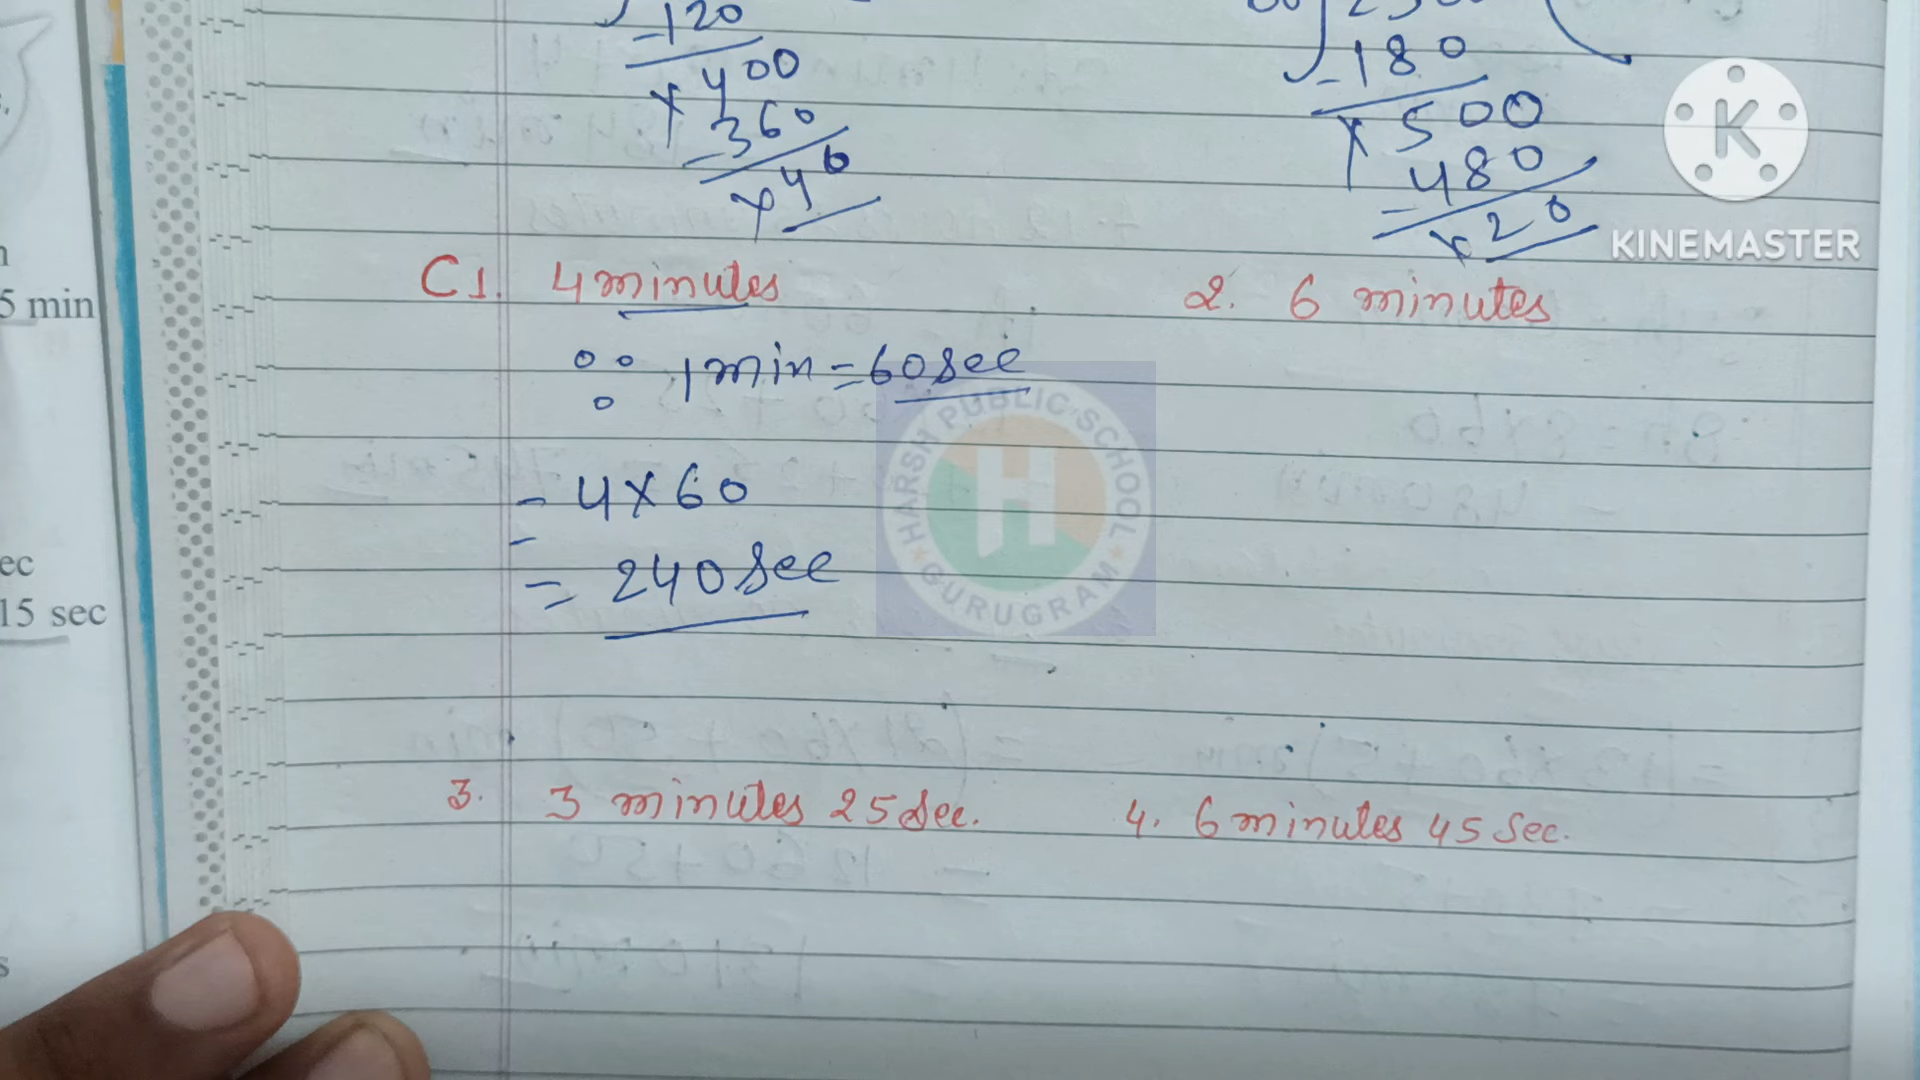 -120
400
-360
40
-180
500
-480
20
KINEMASTER
C1. 4 minutes
2. 6 minutes
5 min
∵ 1 min = 60 sec
HARSH PUBLIC SCHOOL
H
GURUGRAM
= 4 x 60
= 240 sec
ec
15 sec
3. 3 minutes 25 Sec.
4. 6 minutes 45 Sec.
s